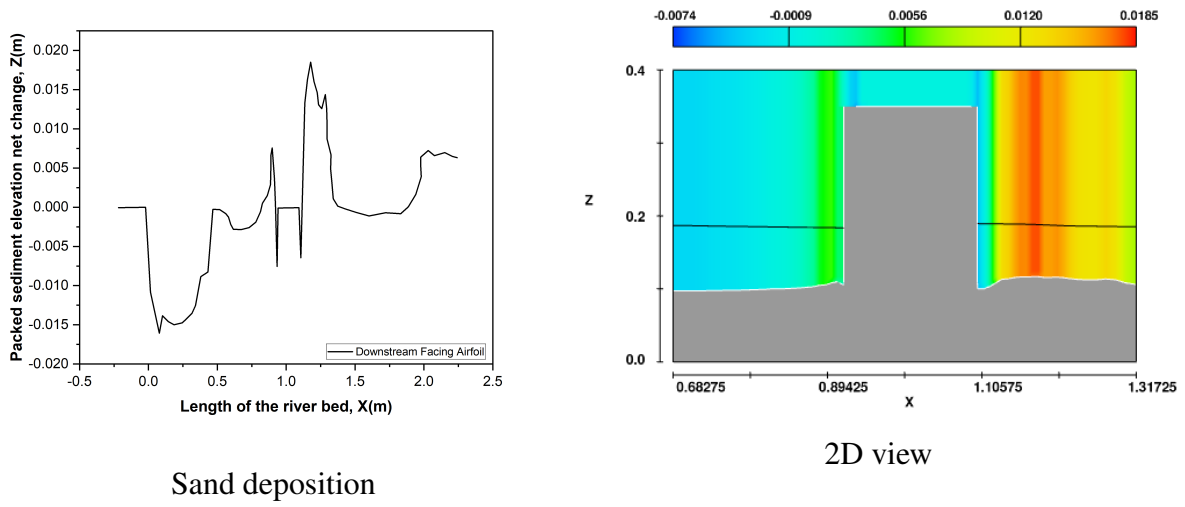 Packed sediment elevation net change, Z(m)
0.020
0.015
0.010
0.005
0.000
-0.005
-0.010
-0.015
-0.020
Downstream Facing Airfoil
-0.5 0.0 0.5 1.0 1.5 2.0 2.5
Length of the river bed, X(m)
Sand deposition
-0.0074 -0.0009 0.0056 0.0120 0.0185
0.4
Z
0.2
0.0
0.68275 0.89425 1.10575 1.31725
X
2D view